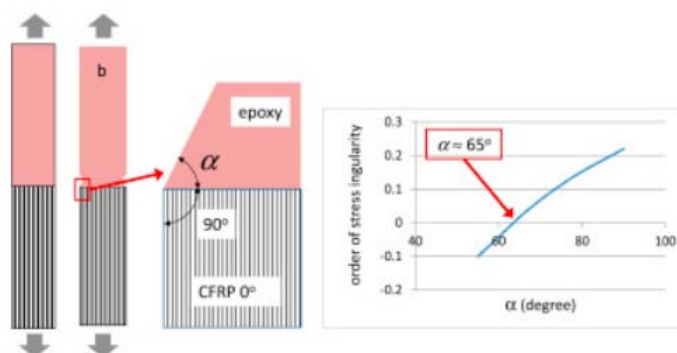 b
epoxy
α
90°
CFRP 0°
order of stress ingularity
0.3
0.2
0.1
0
-0.1
-0.2
40
60
80
100
α ≈ 65°
α (degree)